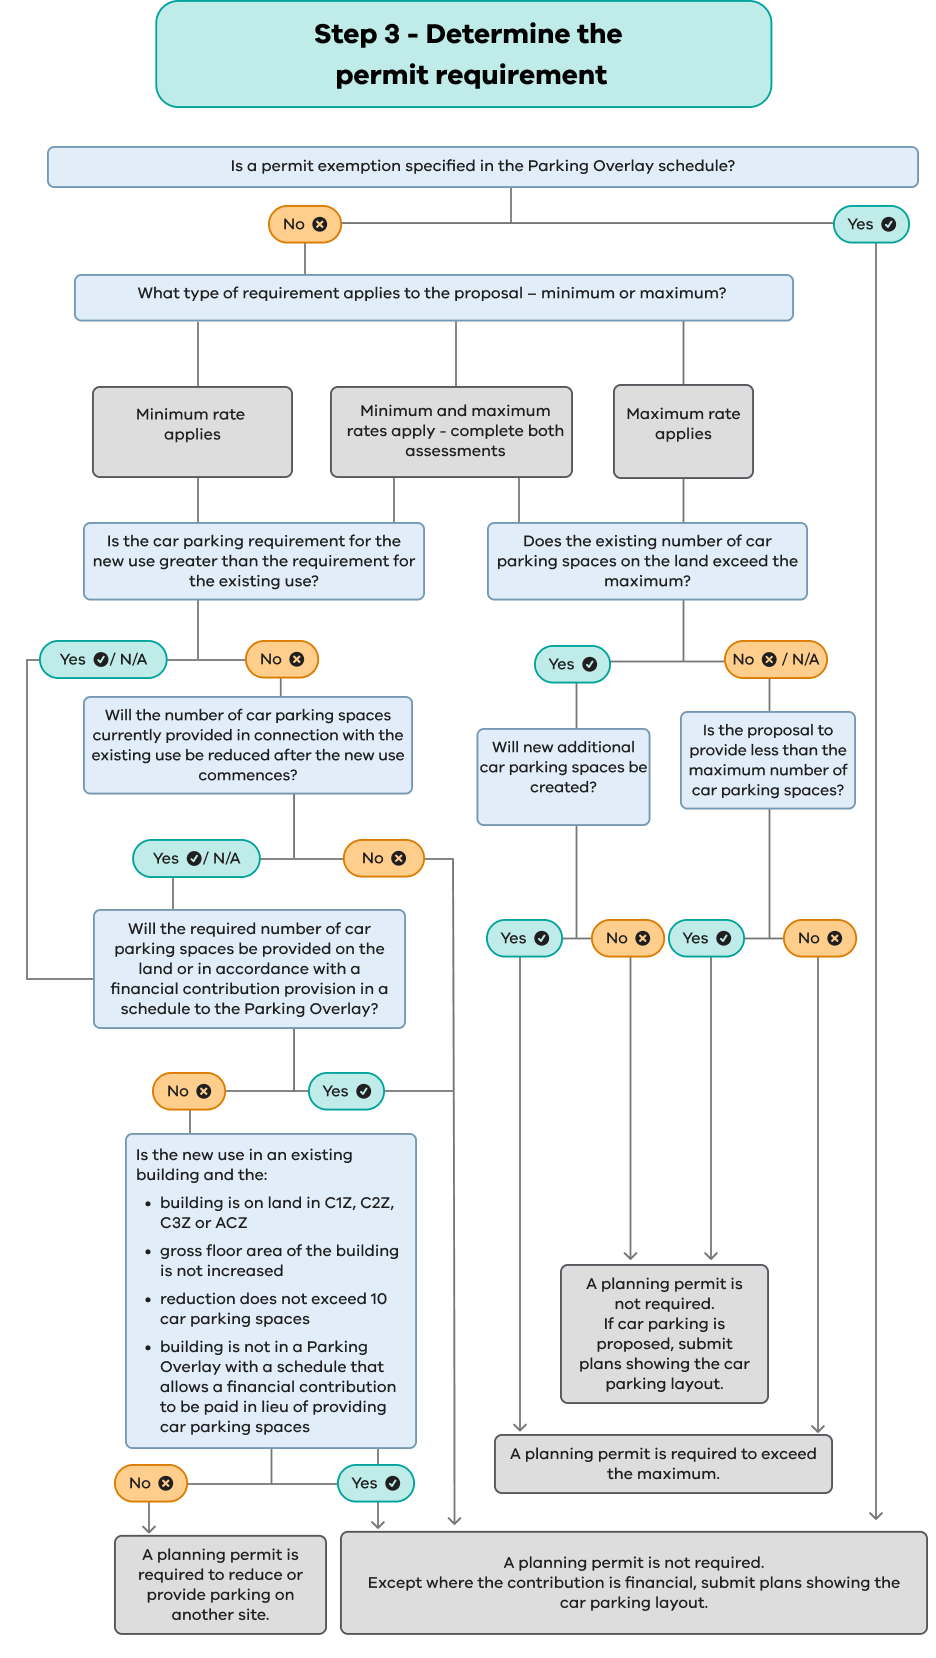 Step 3 - Determine the
permit requirement
Is a permit exemption specified in the Parking Overlay schedule?
No
Yes
What type of requirement applies to the proposal – minimum or maximum?
Minimum rate
applies
Minimum and maximum
rates apply - complete both
assessments
Maximum rate
applies
Is the car parking requirement for the
new use greater than the requirement for
the existing use?
Does the existing number of car
parking spaces on the land exceed the
maximum?
Yes / N/A
No
Yes
No / N/A
Will the number of car parking spaces
currently provided in connection with the
existing use be reduced after the new use
commences?
Will new additional
car parking spaces be
created?
Is the proposal to
provide less than the
maximum number of
car parking spaces?
Yes / N/A
No
Will the required number of car
parking spaces be provided on the
land or in accordance with a
financial contribution provision in a
schedule to the Parking Overlay?
Yes
No
Yes
No
No
Yes
Is the new use in an existing
building and the:
• building is on land in C1Z, C2Z,
C3Z or ACZ
• gross floor area of the building
is not increased
• reduction does not exceed 10
car parking spaces
• building is not in a Parking
Overlay with a schedule that
allows a financial contribution
to be paid in lieu of providing
car parking spaces
A planning permit is
not required.
If car parking is
proposed, submit
plans showing the car
parking layout.
A planning permit is required to exceed
the maximum.
No
Yes
A planning permit is
required to reduce or
provide parking on
another site.
A planning permit is not required.
Except where the contribution is financial, submit plans showing the
car parking layout.